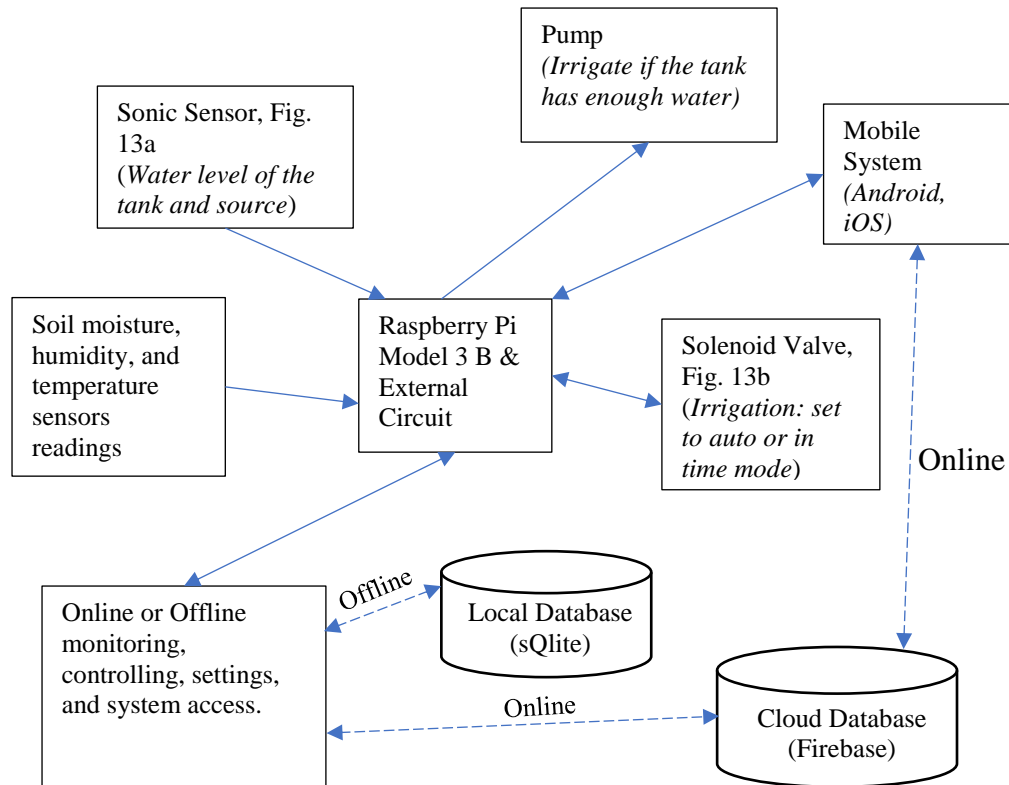 Pump
(Irrigate if the tank
has enough water)
Sonic Sensor, Fig.
13a
(Water level of the
tank and source)
Mobile
System
(Android,
iOS)
Soil moisture,
humidity, and
temperature
sensors
readings
Raspberry Pi
Model 3 B &
External
Circuit
Solenoid Valve,
Fig. 13b
(Irrigation: set
to auto or in
time mode)
Online
Online or Offline
monitoring,
controlling, settings,
and system access.
Offline
Local Database
(sQlite)
Online
Cloud Database
(Firebase)